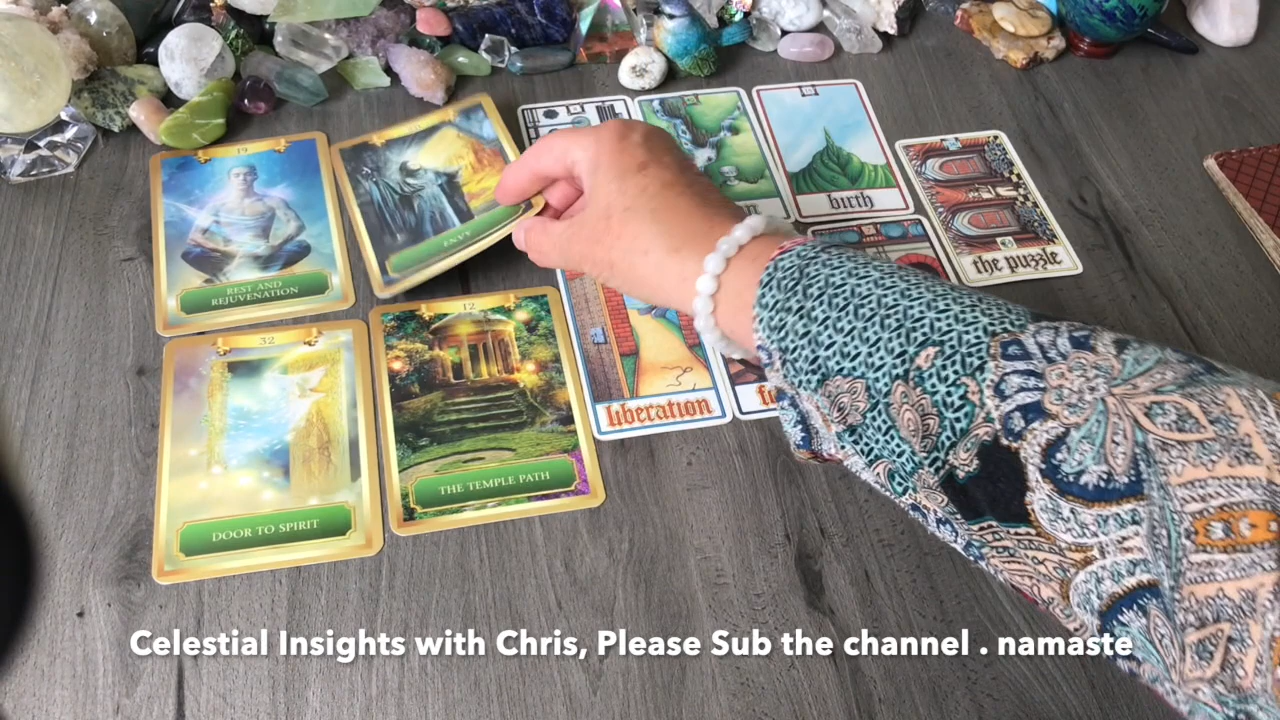 19
REST AND
REJUVENATION
ENVY
birth
the puzzle
32
DOOR TO SPIRIT
12
THE TEMPLE PATH
liberation
Celestial Insights with Chris, Please Sub the channel . namaste